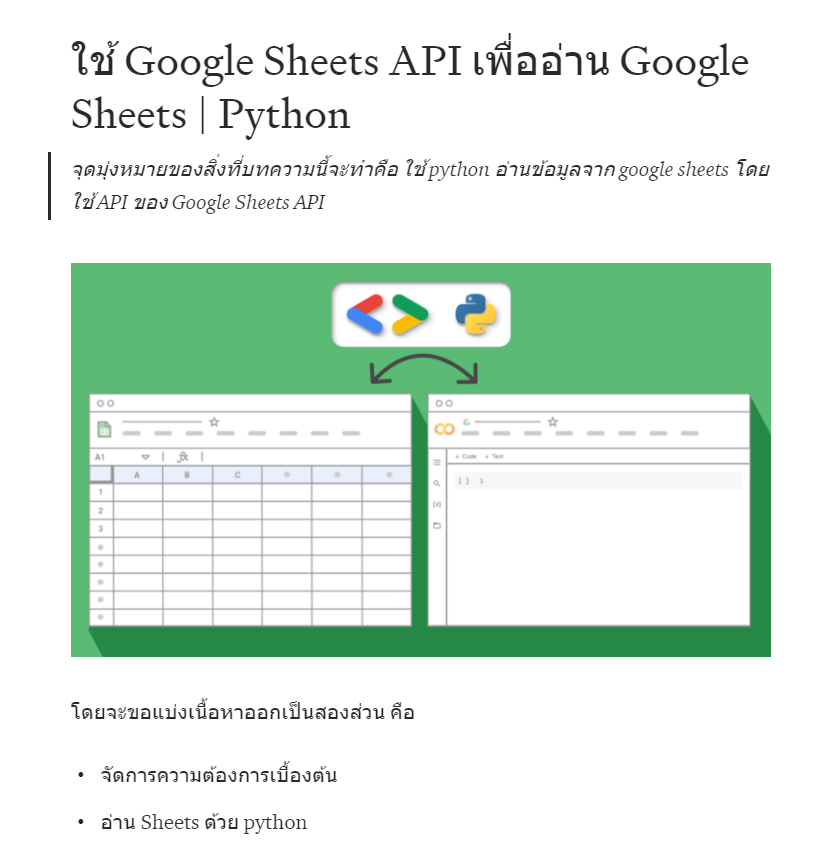 ใช้ Google Sheets API เพื่ออ่าน Google
Sheets | Python
จุดมุ่งหมายของสิ่งที่บทความนี้จะทำคือ ใช้ python อ่านข้อมูลจาก google sheets โดย
ใช้ API ของ Google Sheets API
A1 fx
A B C
1
2
3
+ Code + Text
[ ] 1
{x}
โดยจะขอแบ่งเนื้อหาออกเป็นสองส่วน คือ
• จัดการความต้องการเบื้องต้น
• อ่าน Sheets ด้วย python